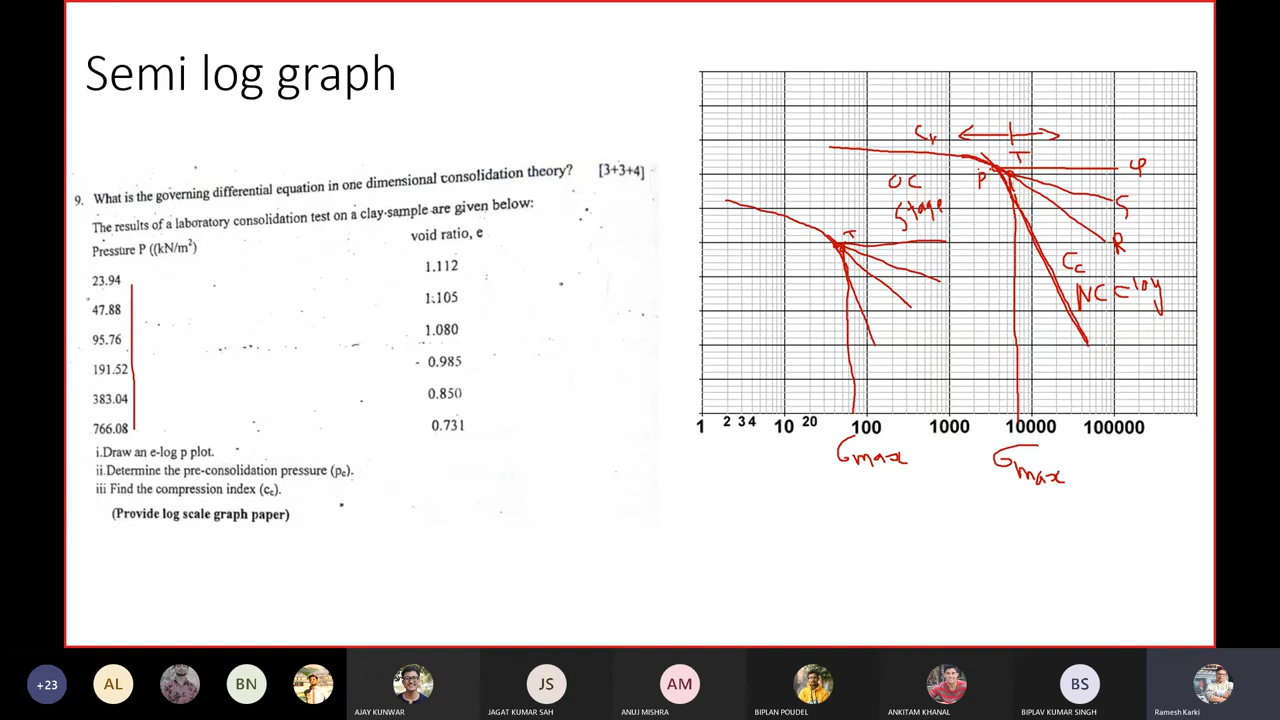 Semi log graph
9. What is the governing differential equation in one dimensional consolidation theory? [3+3+4]
The results of a laboratory consolidation test on a clay-sample are given below:
Pressure P ((kN/m²) void ratio, e
23.94 1.112
47.88 1.105
95.76 1.080
191.52 0.985
383.04 0.850
766.08 0.731
i.Draw an e-log p plot.
ii.Determine the pre-consolidation pressure (pc).
iii Find the compression index (cc).
(Provide log scale graph paper)
Cr
T
P
φ
OC
Stage
S
R
T
Cc
NC Clay
1 2 3 4 10 20 100 1000 10000 100000
σmax σmax
+23 AL BN JS AM BS
AJAY KUNWAR JAGAT KUMAR SAH ANUJ MISHRA BIPLAN POUDEL ANKITAM KHANAL BIPLAV KUMAR SINGH Ramesh Karki